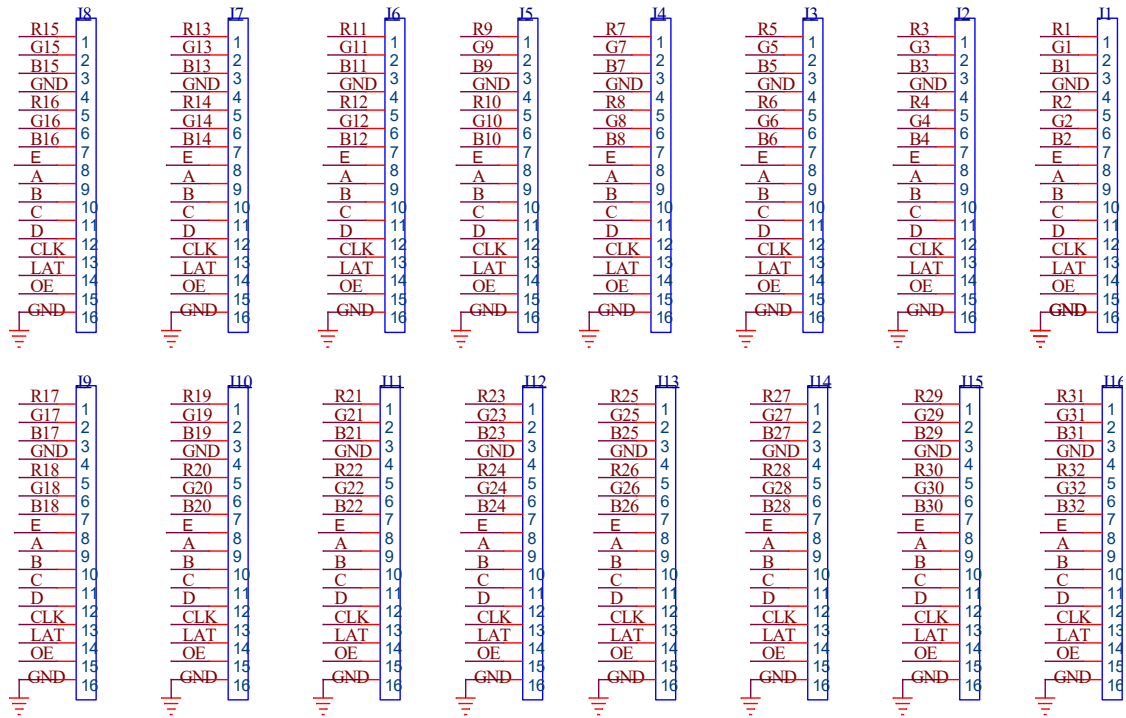 J8 J7 J6 J5 J4 J3 J2 J1
R15 1 R13 1 R11 1 R9 1 R7 1 R5 1 R3 1 R1 1
G15 2 G13 2 G11 2 G9 2 G7 2 G5 2 G3 2 G1 2
B15 3 B13 3 B11 3 B9 3 B7 3 B5 3 B3 3 B1 3
GND 4 GND 4 GND 4 GND 4 GND 4 GND 4 GND 4 GND 4
R16 5 R14 5 R12 5 R10 5 R8 5 R6 5 R4 5 R2 5
G16 6 G14 6 G12 6 G10 6 G8 6 G6 6 G4 6 G2 6
B16 7 B14 7 B12 7 B10 7 B8 7 B6 7 B4 7 B2 7
E 8 E 8 E 8 E 8 E 8 E 8 E 8 E 8
A 9 A 9 A 9 A 9 A 9 A 9 A 9 A 9
B 10 B 10 B 10 B 10 B 10 B 10 B 10 B 10
C 11 C 11 C 11 C 11 C 11 C 11 C 11 C 11
D 12 D 12 D 12 D 12 D 12 D 12 D 12 D 12
CLK 13 CLK 13 CLK 13 CLK 13 CLK 13 CLK 13 CLK 13 CLK 13
LAT 14 LAT 14 LAT 14 LAT 14 LAT 14 LAT 14 LAT 14 LAT 14
OE 15 OE 15 OE 15 OE 15 OE 15 OE 15 OE 15 OE 15
GND 16 GND 16 GND 16 GND 16 GND 16 GND 16 GND 16 GND 16
J9 J10 J11 J12 J13 J14 J15 J16
R17 1 R19 1 R21 1 R23 1 R25 1 R27 1 R29 1 R31 1
G17 2 G19 2 G21 2 G23 2 G25 2 G27 2 G29 2 G31 2
B17 3 B19 3 B21 3 B23 3 B25 3 B27 3 B29 3 B31 3
GND 4 GND 4 GND 4 GND 4 GND 4 GND 4 GND 4 GND 4
R18 5 R20 5 R22 5 R24 5 R26 5 R28 5 R30 5 R32 5
G18 6 G20 6 G22 6 G24 6 G26 6 G28 6 G30 6 G32 6
B18 7 B20 7 B22 7 B24 7 B26 7 B28 7 B30 7 B32 7
E 8 E 8 E 8 E 8 E 8 E 8 E 8 E 8
A 9 A 9 A 9 A 9 A 9 A 9 A 9 A 9
B 10 B 10 B 10 B 10 B 10 B 10 B 10 B 10
C 11 C 11 C 11 C 11 C 11 C 11 C 11 C 11
D 12 D 12 D 12 D 12 D 12 D 12 D 12 D 12
CLK 13 CLK 13 CLK 13 CLK 13 CLK 13 CLK 13 CLK 13 CLK 13
LAT 14 LAT 14 LAT 14 LAT 14 LAT 14 LAT 14 LAT 14 LAT 14
OE 15 OE 15 OE 15 OE 15 OE 15 OE 15 OE 15 OE 15
GND 16 GND 16 GND 16 GND 16 GND 16 GND 16 GND 16 GND 16